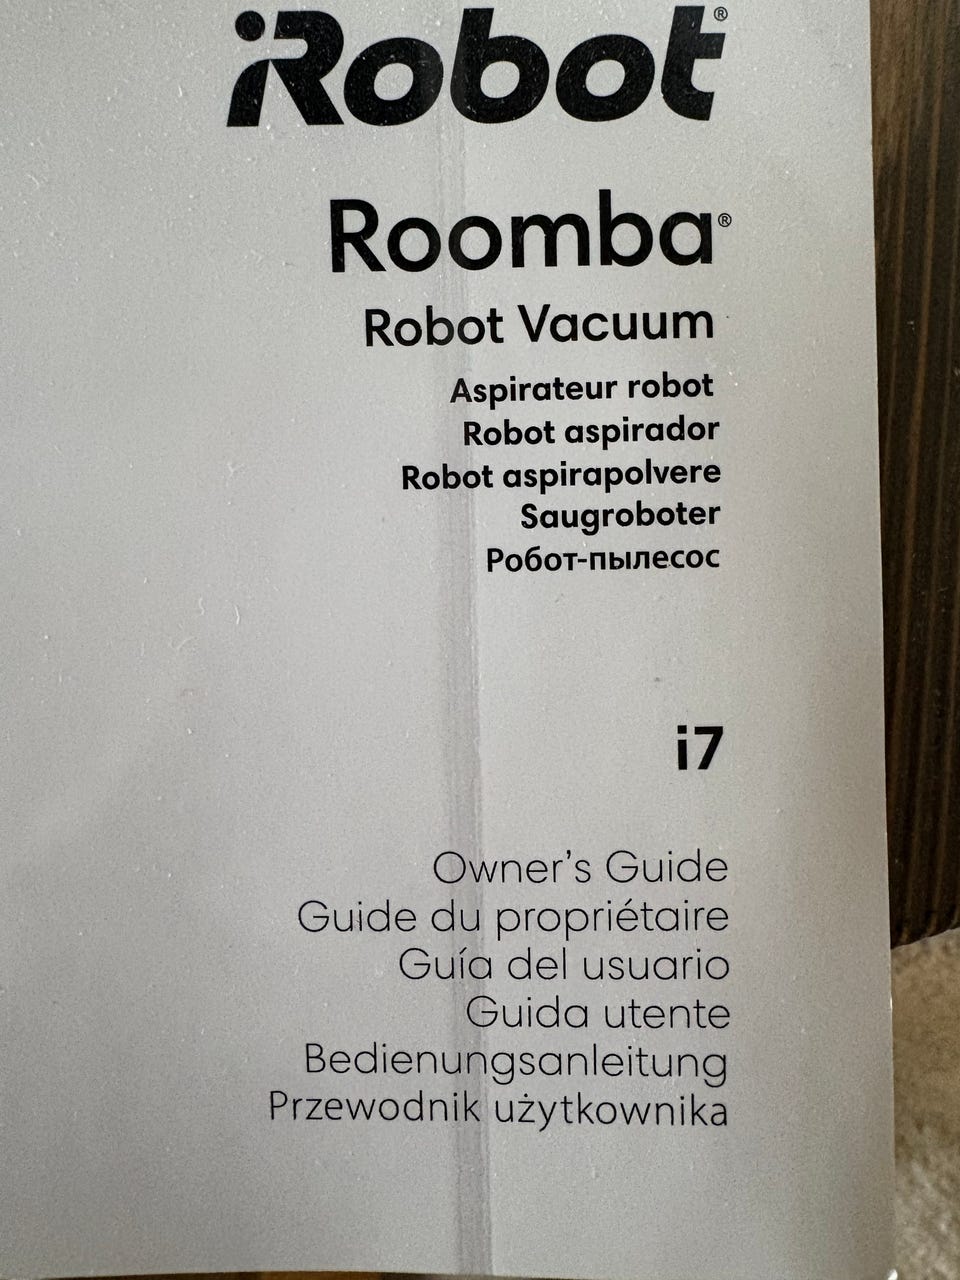 iRobot®
Roomba®
Robot Vacuum
Aspirateur robot
Robot aspirador
Robot aspirapolvere
Saugroboter
Робот-пылесос
i7
Owner’s Guide
Guide du propriétaire
Guía del usuario
Guida utente
Bedienungsanleitung
Przewodnik użytkownika